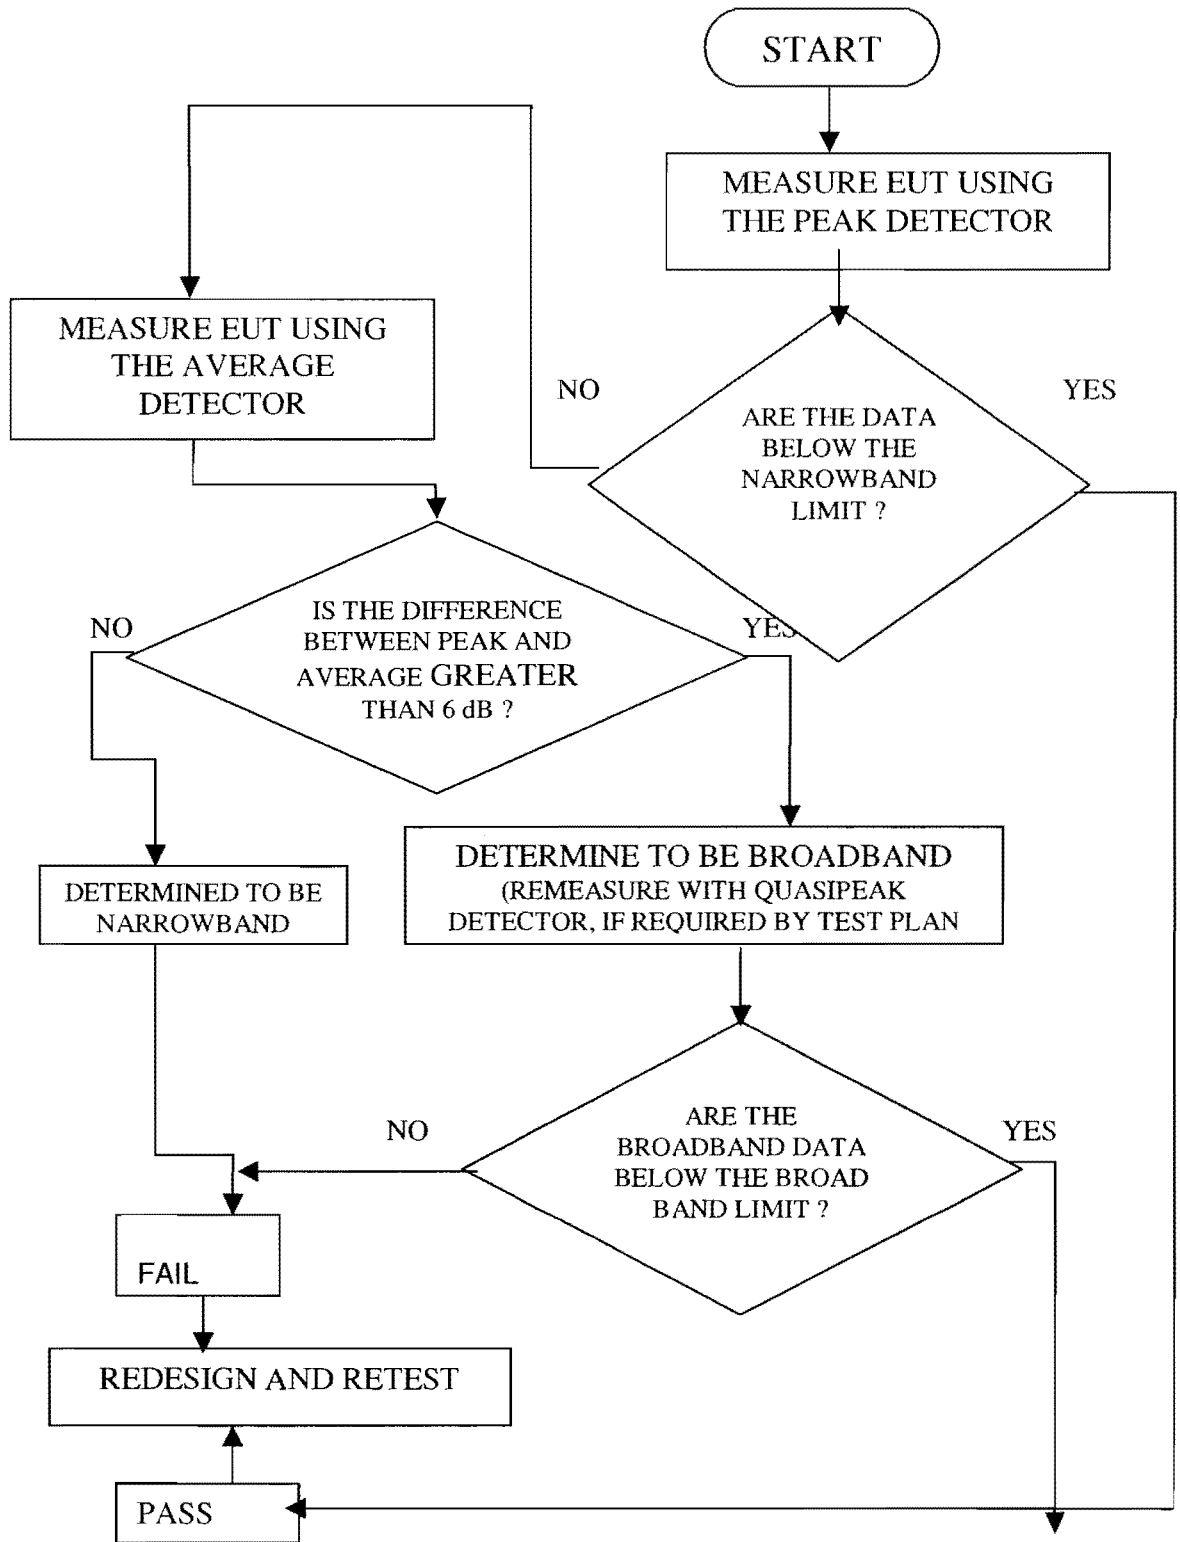 START
MEASURE EUT USING
THE PEAK DETECTOR
MEASURE EUT USING
THE AVERAGE
DETECTOR
NO
YES
ARE THE DATA
BELOW THE
NARROWBAND
LIMIT ?
NO
YES
IS THE DIFFERENCE
BETWEEN PEAK AND
AVERAGE GREATER
THAN 6 dB ?
DETERMINED TO BE
NARROWBAND
DETERMINE TO BE BROADBAND
(REMEASURE WITH QUASIPEAK
DETECTOR, IF REQUIRED BY TEST PLAN
NO
YES
ARE THE
BROADBAND DATA
BELOW THE BROAD
BAND LIMIT ?
FAIL
REDESIGN AND RETEST
PASS